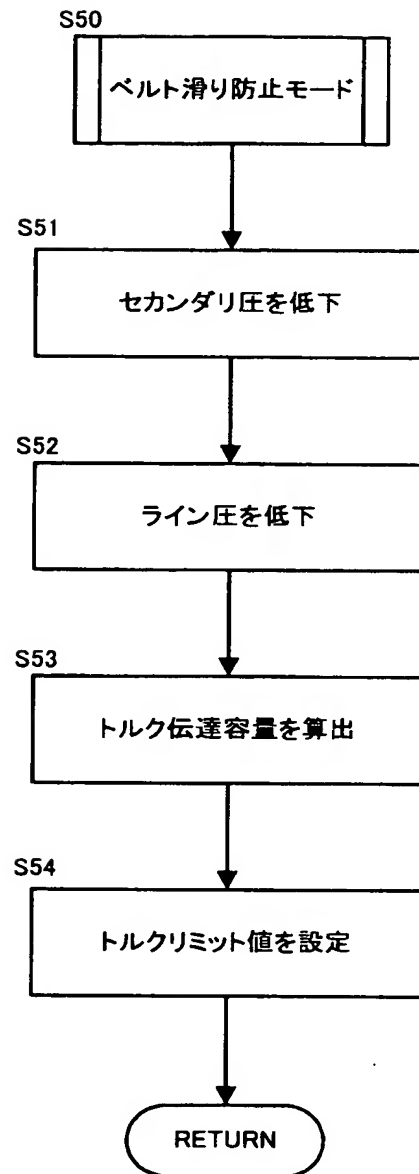 S50
ベルト滑り防止モード
S51
セカンダリ圧を低下
S52
ライン圧を低下
S53
トルク伝達容量を算出
S54
トルクリミット値を設定
RETURN